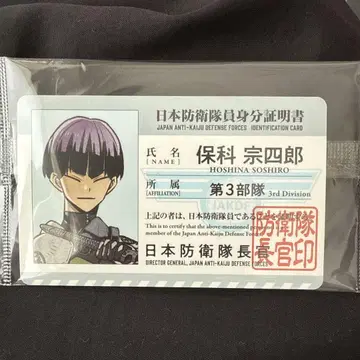 日本防衛隊員身分証明書
JAPAN ANTI-KAIJU DEFENSE FORCES IDENTIFICATION CARD
氏名 保科 宗四郎
[NAME] HOSHINA SOSHIRO
所属 第3部隊 3rd Division
[AFFILIATION]
JAKDF
上記の者は、日本防衛隊員であること
This is to certify that the above-mentioned
member of the Japan Anti-Kaiju Defense Force
日本防衛隊長官
DIRECTOR GENERAL, JAPAN ANTI-KAIJU DEFENSE FORCES
防衛隊
長官印